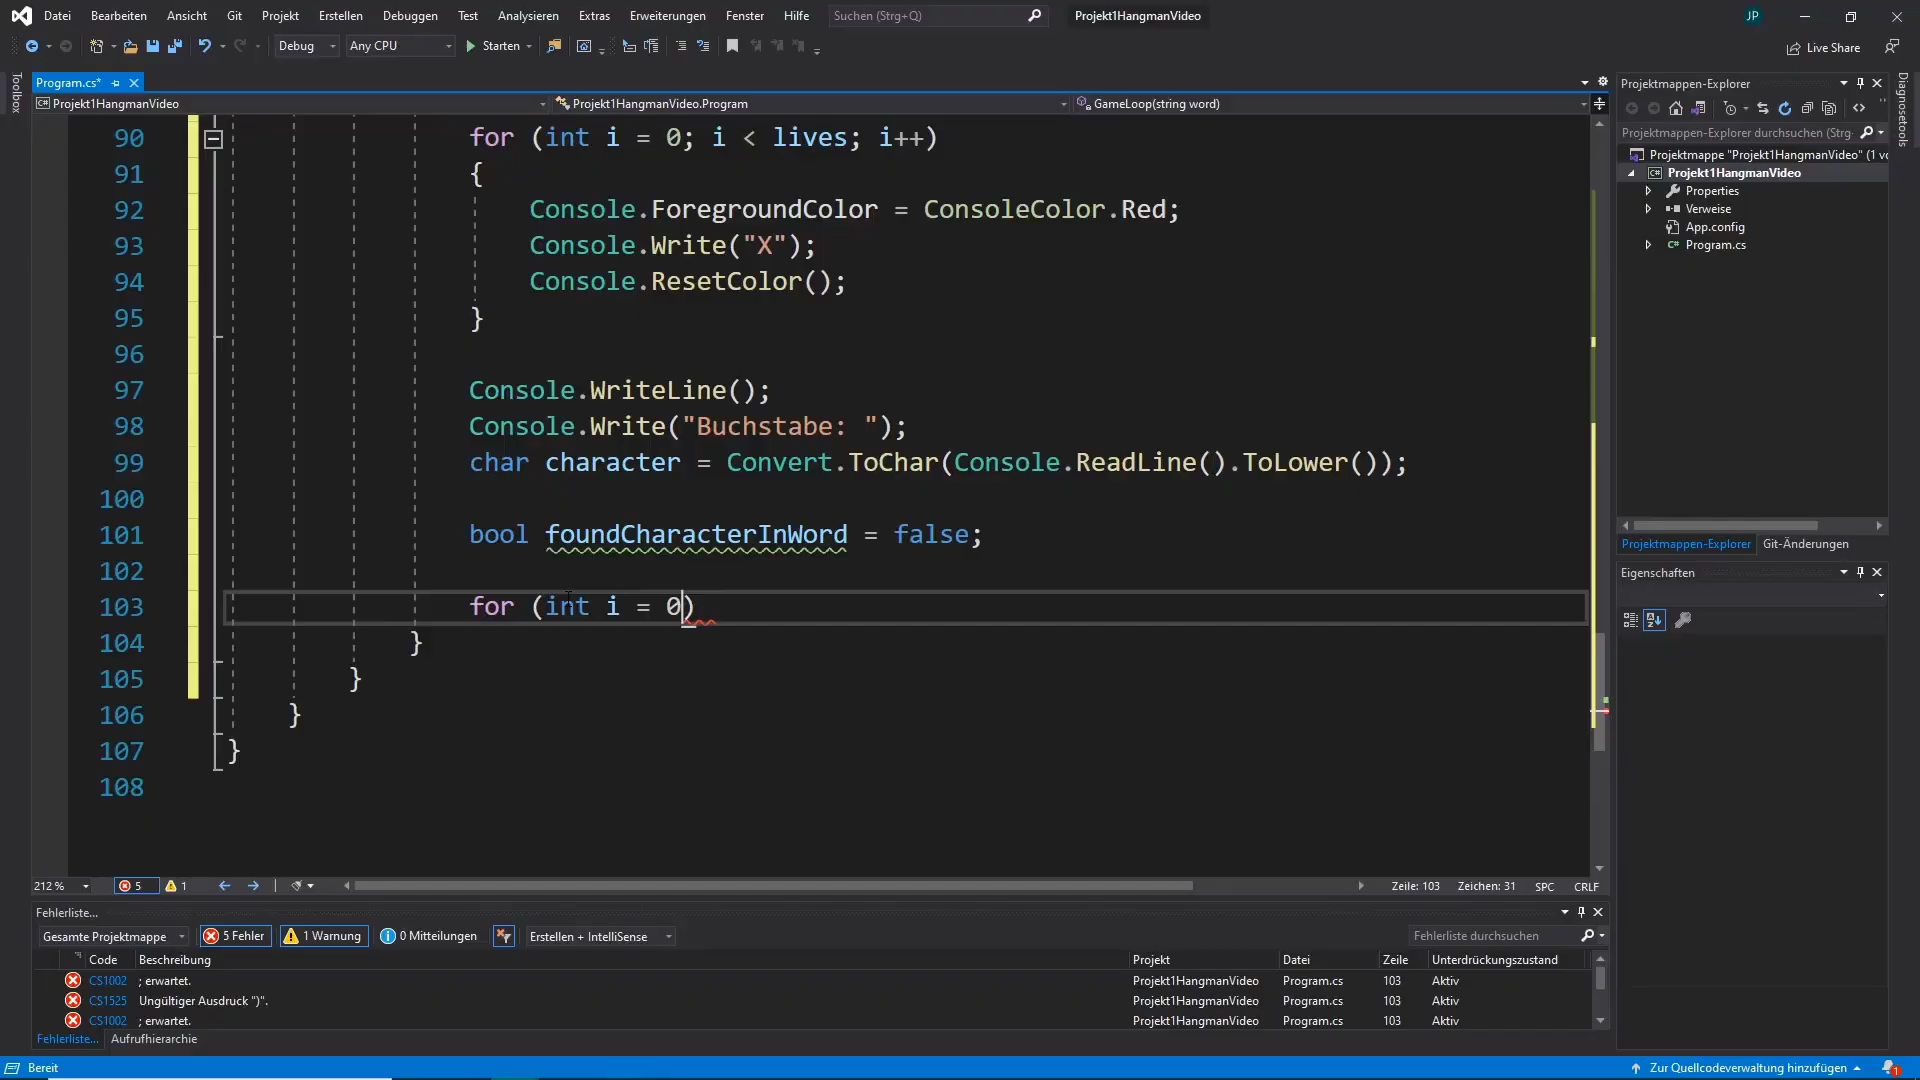 Datei Bearbeiten Ansicht Git Projekt Erstellen Debuggen Test Analysieren Extras Erweiterungen Fenster Hilfe Suchen (Strg+Q) Projekt1HangmanVideo JP
Debug Any CPU Starten Live Share
Toolbox
Program.cs*
Projektmappen-Explorer
Diagnosetools
Projekt1HangmanVideo Projekt1HangmanVideo.Program GameLoop(string word)
Projektmappen-Explorer durchsuchen (Strg
Projektmappe "Projekt1HangmanVideo" (1 vo
Projekt1HangmanVideo
Properties
Verweise
App.config
Program.cs
90 for (int i = 0; i < lives; i++)
91 {
92 Console.ForegroundColor = ConsoleColor.Red;
93 Console.Write("X");
94 Console.ResetColor();
95 }
96
97 Console.WriteLine();
98 Console.Write("Buchstabe: ");
99 char character = Convert.ToChar(Console.ReadLine().ToLower());
100
101 bool foundCharacterInWord = false;
102
103 for (int i = 0)
104 }
105 }
106 }
107 }
108
Projektmappen-Explorer Git-Änderungen
Eigenschaften
212 % 5 1 Zeile: 103 Zeichen: 31 SPC CRLF
Fehlerliste...
Gesamte Projektmappe 5 Fehler 1 Warnung 0 Mitteilungen Erstellen + IntelliSense Fehlerliste durchsuchen
Code Beschreibung Projekt Datei Zeile Unterdrückungszustand
CS1002 ; erwartet. Projekt1HangmanVideo Program.cs 103 Aktiv
CS1525 Ungültiger Ausdruck ")". Projekt1HangmanVideo Program.cs 103 Aktiv
CS1002 ; erwartet. Projekt1HangmanVideo Program.cs 103 Aktiv
Fehlerliste... Aufrufhierarchie
Bereit Zur Quellcodeverwaltung hinzufügen 1